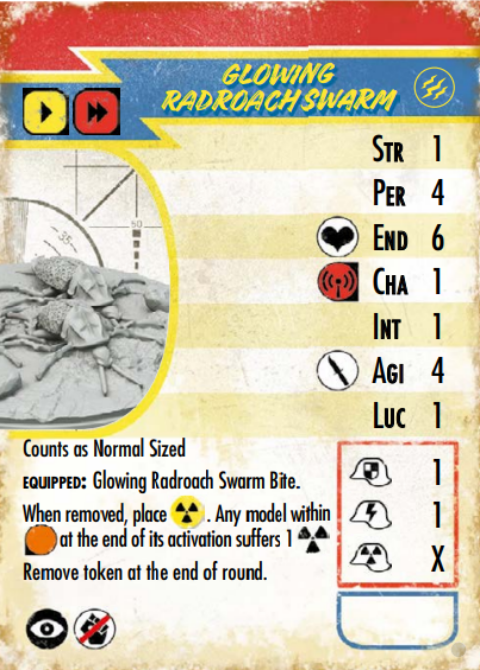 GLOWING
RADROACH SWARM
STR 1
PER 4
END 6
CHA 1
INT 1
AGI 4
LUC 1
35
50
Counts as Normal Sized
EQUIPPED: Glowing Radroach Swarm Bite.
When removed, place . Any model within
at the end of its activation suffers 1
Remove token at the end of round.
1
1
X